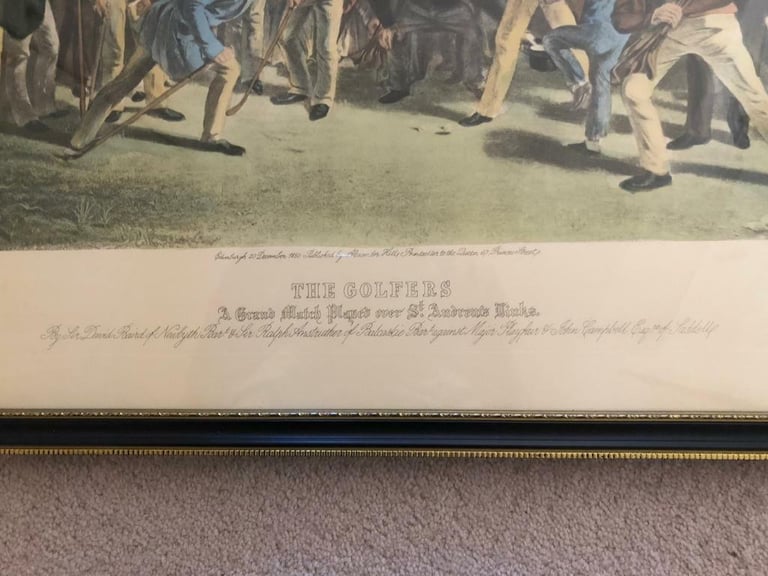 Edinburgh 20 December 1850 Published by Alexander Hill, Printseller to the Queen, 67 Princes Street,
THE GOLFERS
A Grand Match Played over St. Andrews Links.
By Sir David Baird of Newbyth Bart. & Sir Ralph Anstruther of Balcaskie Bart. against Major Playfair & John Campbell Esqre. of Saddell